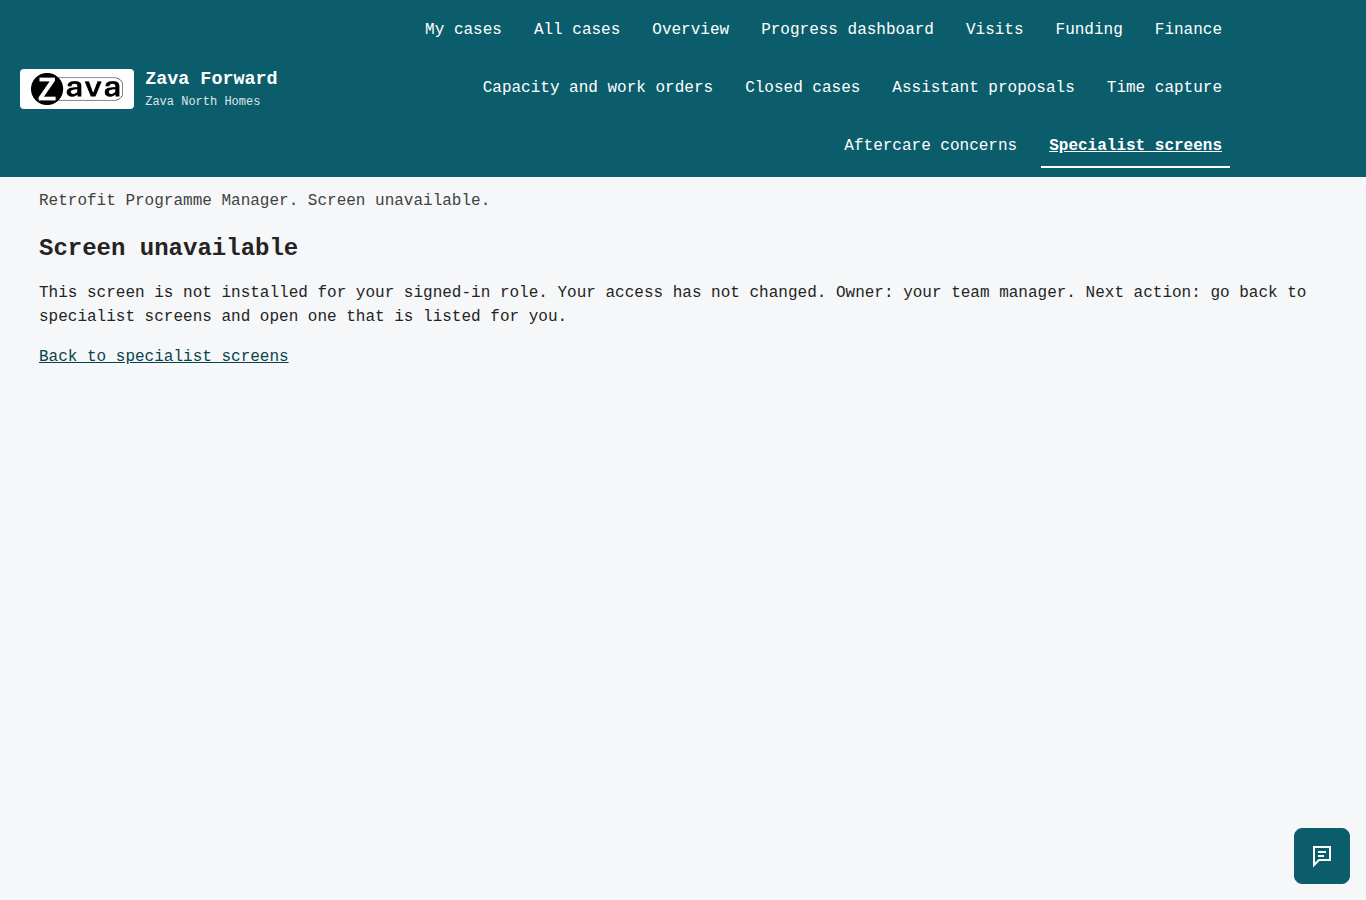 My cases All cases Overview Progress dashboard Visits Funding Finance
Zava
Zava Forward
Zava North Homes
Capacity and work orders Closed cases Assistant proposals Time capture
Aftercare concerns Specialist screens
Retrofit Programme Manager. Screen unavailable.
Screen unavailable
This screen is not installed for your signed-in role. Your access has not changed. Owner: your team manager. Next action: go back to
specialist screens and open one that is listed for you.
Back to specialist screens